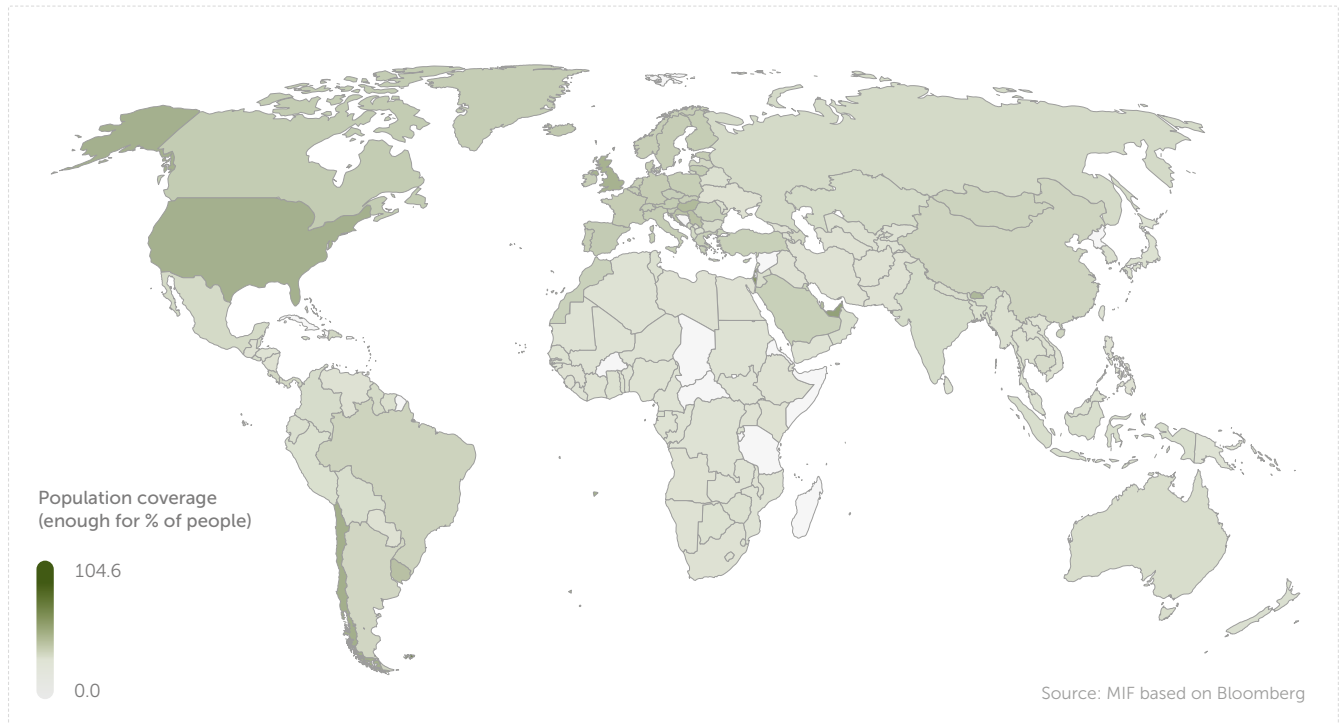 Population coverage
(enough for % of people)
104.6
0.0
Source: MIF based on Bloomberg